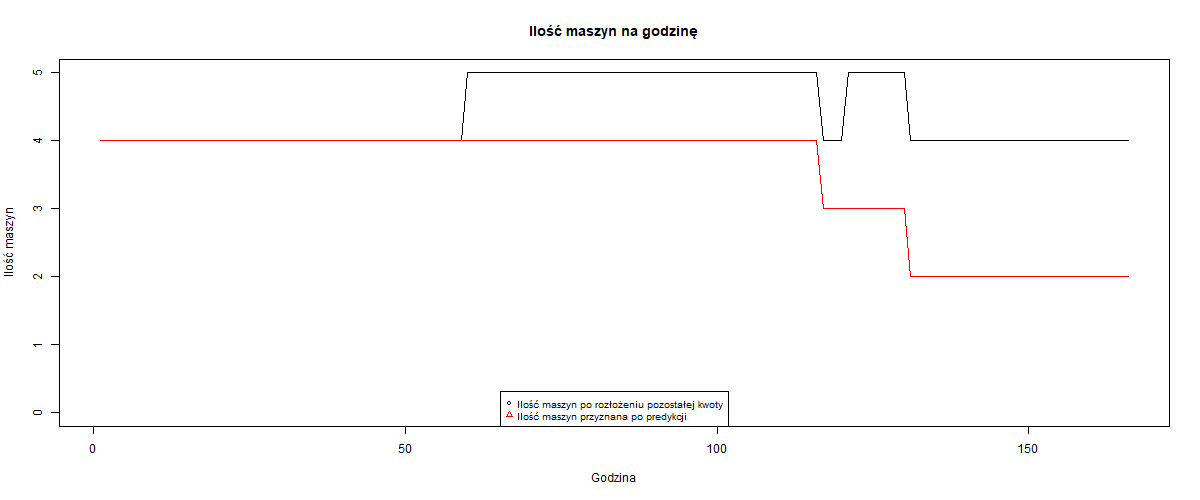 Ilość maszyn na godzinę
Ilość maszyn
5
4
3
2
1
0
Ilość maszyn po rozłożeniu pozostałej kwoty
Ilość maszyn przyznana po predykcji
0 50 100 150
Godzina